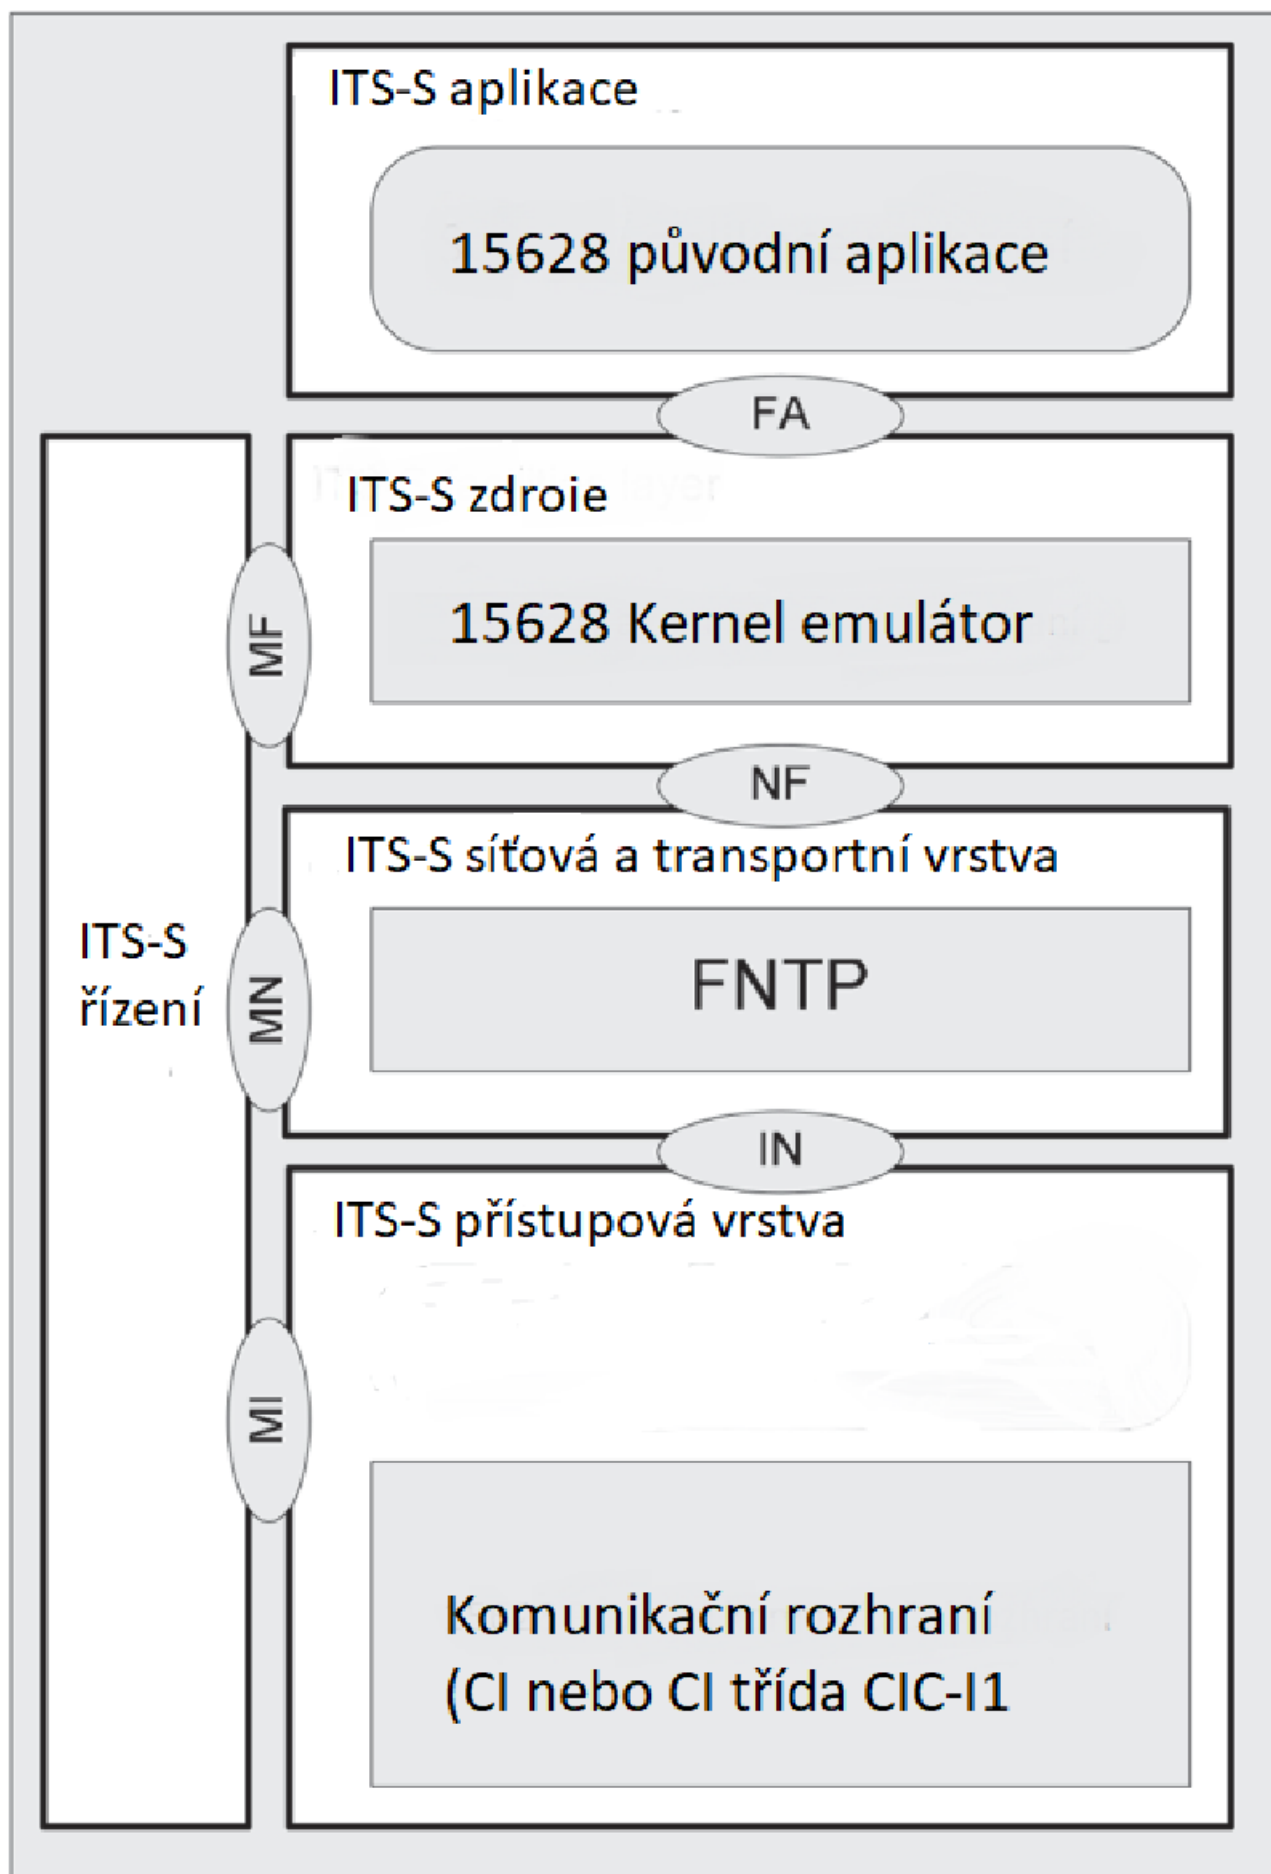 ITS-S aplikace
15628 původní aplikace
FA
ITS-S zdroie
15628 Kernel emulátor
MF
NF
ITS-S síťová a transportní vrstva
FNTP
ITS-S
řízení
MN
IN
ITS-S přístupová vrstva
MI
Komunikační rozhraní
(CI nebo CI třída CIC-I1